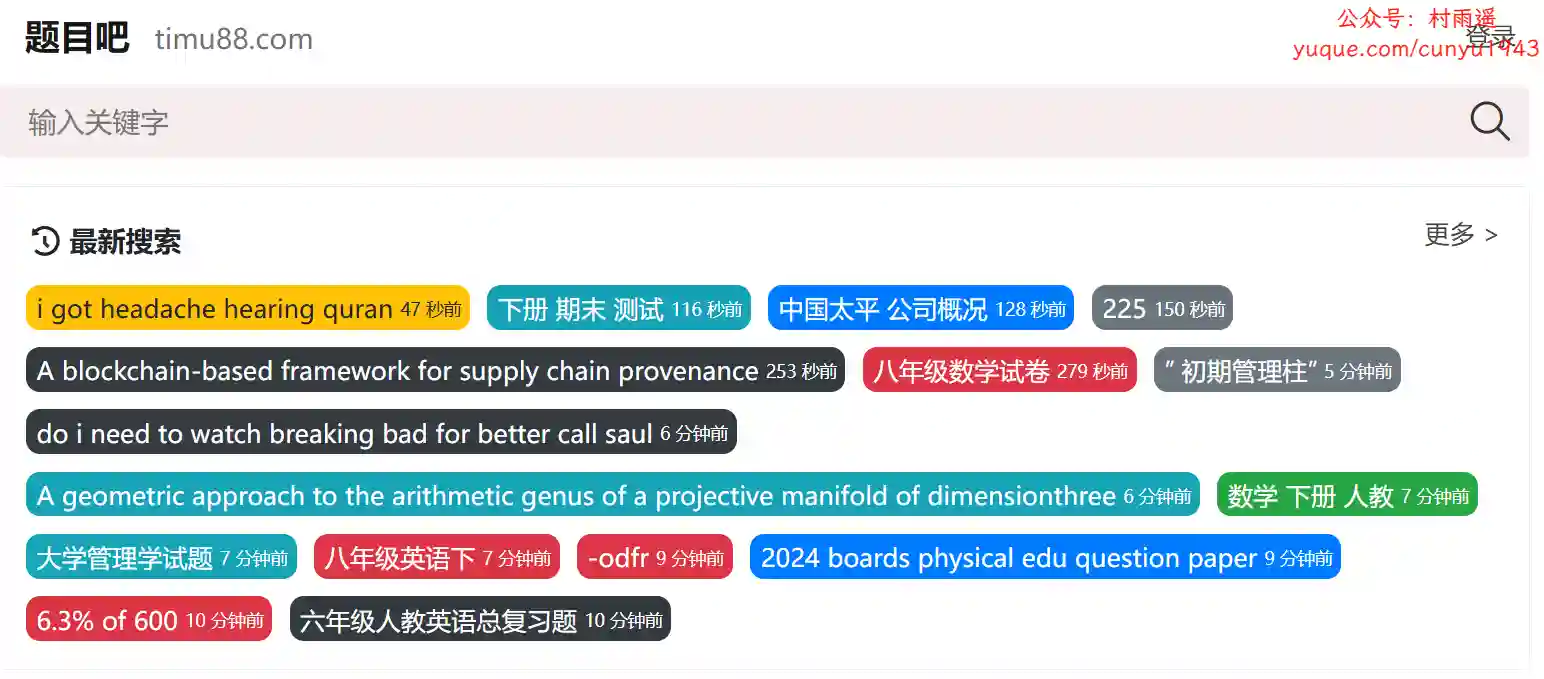 题目吧 timu88.com
公众号：村雨遥
登录
yuque.com/cunyu1943
输入关键字
最新搜索 更多 >
i got headache hearing quran 47 秒前 下册 期末 测试 116 秒前 中国太平 公司概况 128 秒前 225 150 秒前
A blockchain-based framework for supply chain provenance 253 秒前 八年级数学试卷 279 秒前 " 初期管理柱" 5 分钟前
do i need to watch breaking bad for better call saul 6 分钟前
A geometric approach to the arithmetic genus of a projective manifold of dimensionthree 6 分钟前 数学 下册 人教 7 分钟前
大学管理学试题 7 分钟前 八年级英语下 7 分钟前 -odfr 9 分钟前 2024 boards physical edu question paper 9 分钟前
6.3% of 600 10 分钟前 六年级人教英语总复习题 10 分钟前